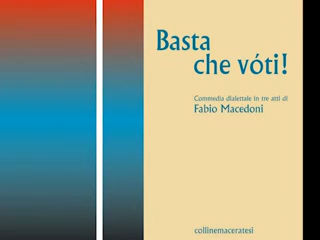 Basta
che vóti!
Commedia dialettale in tre atti di
Fabio Macedoni
collinemaceratesi